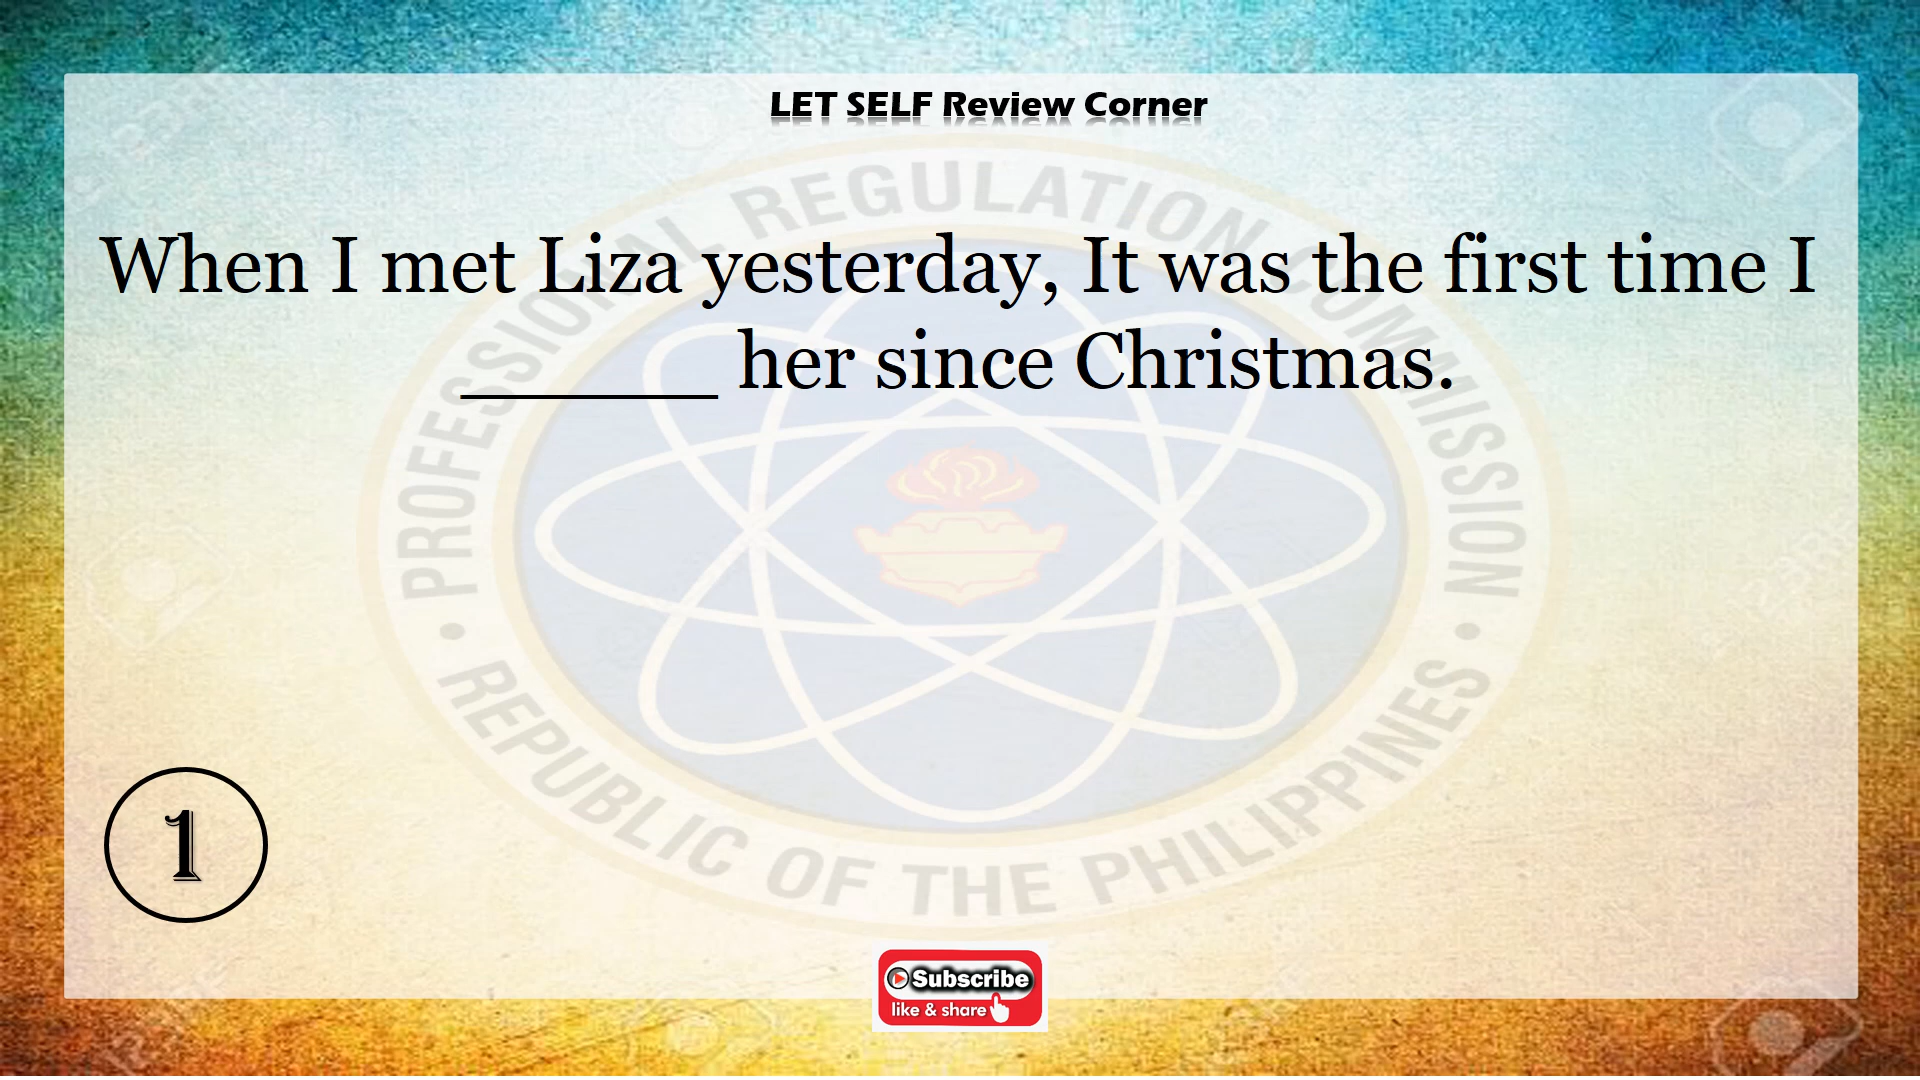 LET SELF Review Corner
PROFESSIONAL REGULATION COMMISSION
When I met Liza yesterday, It was the first time I
_______ her since Christmas.
• REPUBLIC OF THE PHILIPPINES •
1
Subscribe
like & share